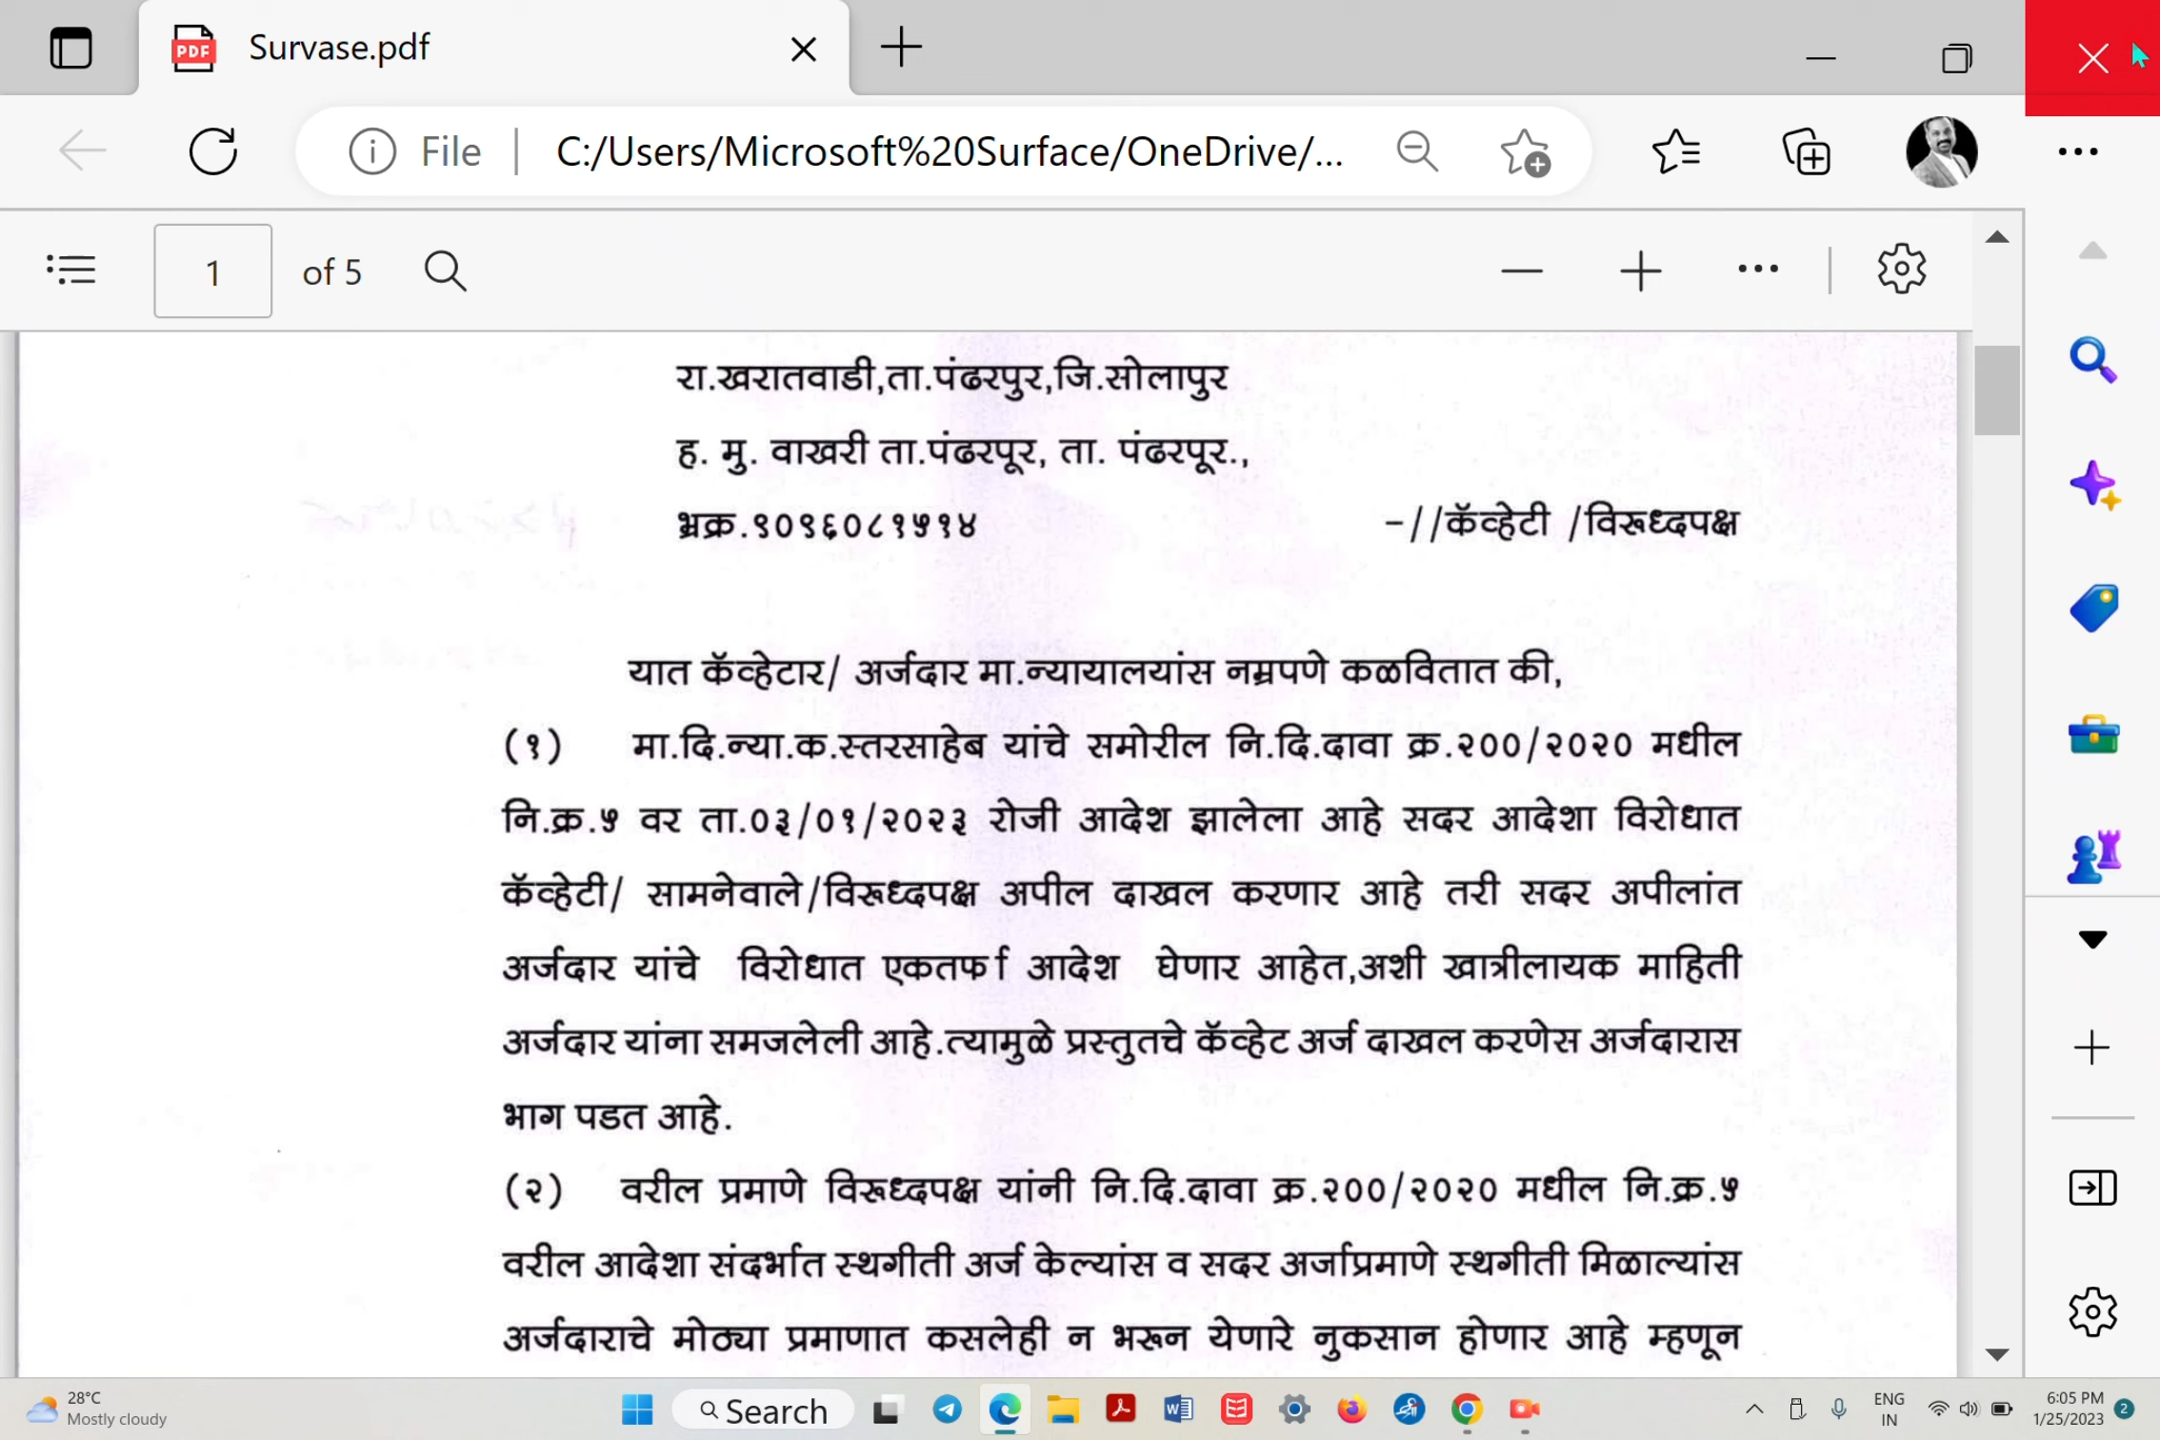 Survase.pdf
File
C:/Users/Microsoft%20Surface/OneDrive/...
1 of 5
रा.खरातवाडी,ता.पंढरपुर,जि.सोलापुर
ह. मु. वाखरी ता.पंढरपूर, ता. पंढरपूर.,
भ्रक्र.९०९६०८१५१४ -//कॅव्हेटी /विरूध्दपक्ष
यात कॅव्हेटार/ अर्जदार मा.न्यायालयांस नम्रपणे कळवितात की,
(१) मा.दि.न्या.क.स्तरसाहेब यांचे समोरील नि.दि.दावा क्र.२००/२०२० मधील
नि.क्र.५ वर ता.०३/०१/२०२३ रोजी आदेश झालेला आहे सदर आदेशा विरोधात
कॅव्हेटी/ सामनेवाले/विरूध्दपक्ष अपील दाखल करणार आहे तरी सदर अपीलांत
अर्जदार यांचे विरोधात एकतर्फा आदेश घेणार आहेत,अशी खात्रीलायक माहिती
अर्जदार यांना समजलेली आहे.त्यामुळे प्रस्तुतचे कॅव्हेट अर्ज दाखल करणेस अर्जदारास
भाग पडत आहे.
(२) वरील प्रमाणे विरूध्दपक्ष यांनी नि.दि.दावा क्र.२००/२०२० मधील नि.क्र.५
वरील आदेशा संदर्भात स्थगीती अर्ज केल्यांस व सदर अर्जाप्रमाणे स्थगीती मिळाल्यांस
अर्जदाराचे मोठ्या प्रमाणात कसलेही न भरून येणारे नुकसान होणार आहे म्हणून
28°C
Mostly cloudy
Search
ENG
IN
6:05 PM
1/25/2023
2